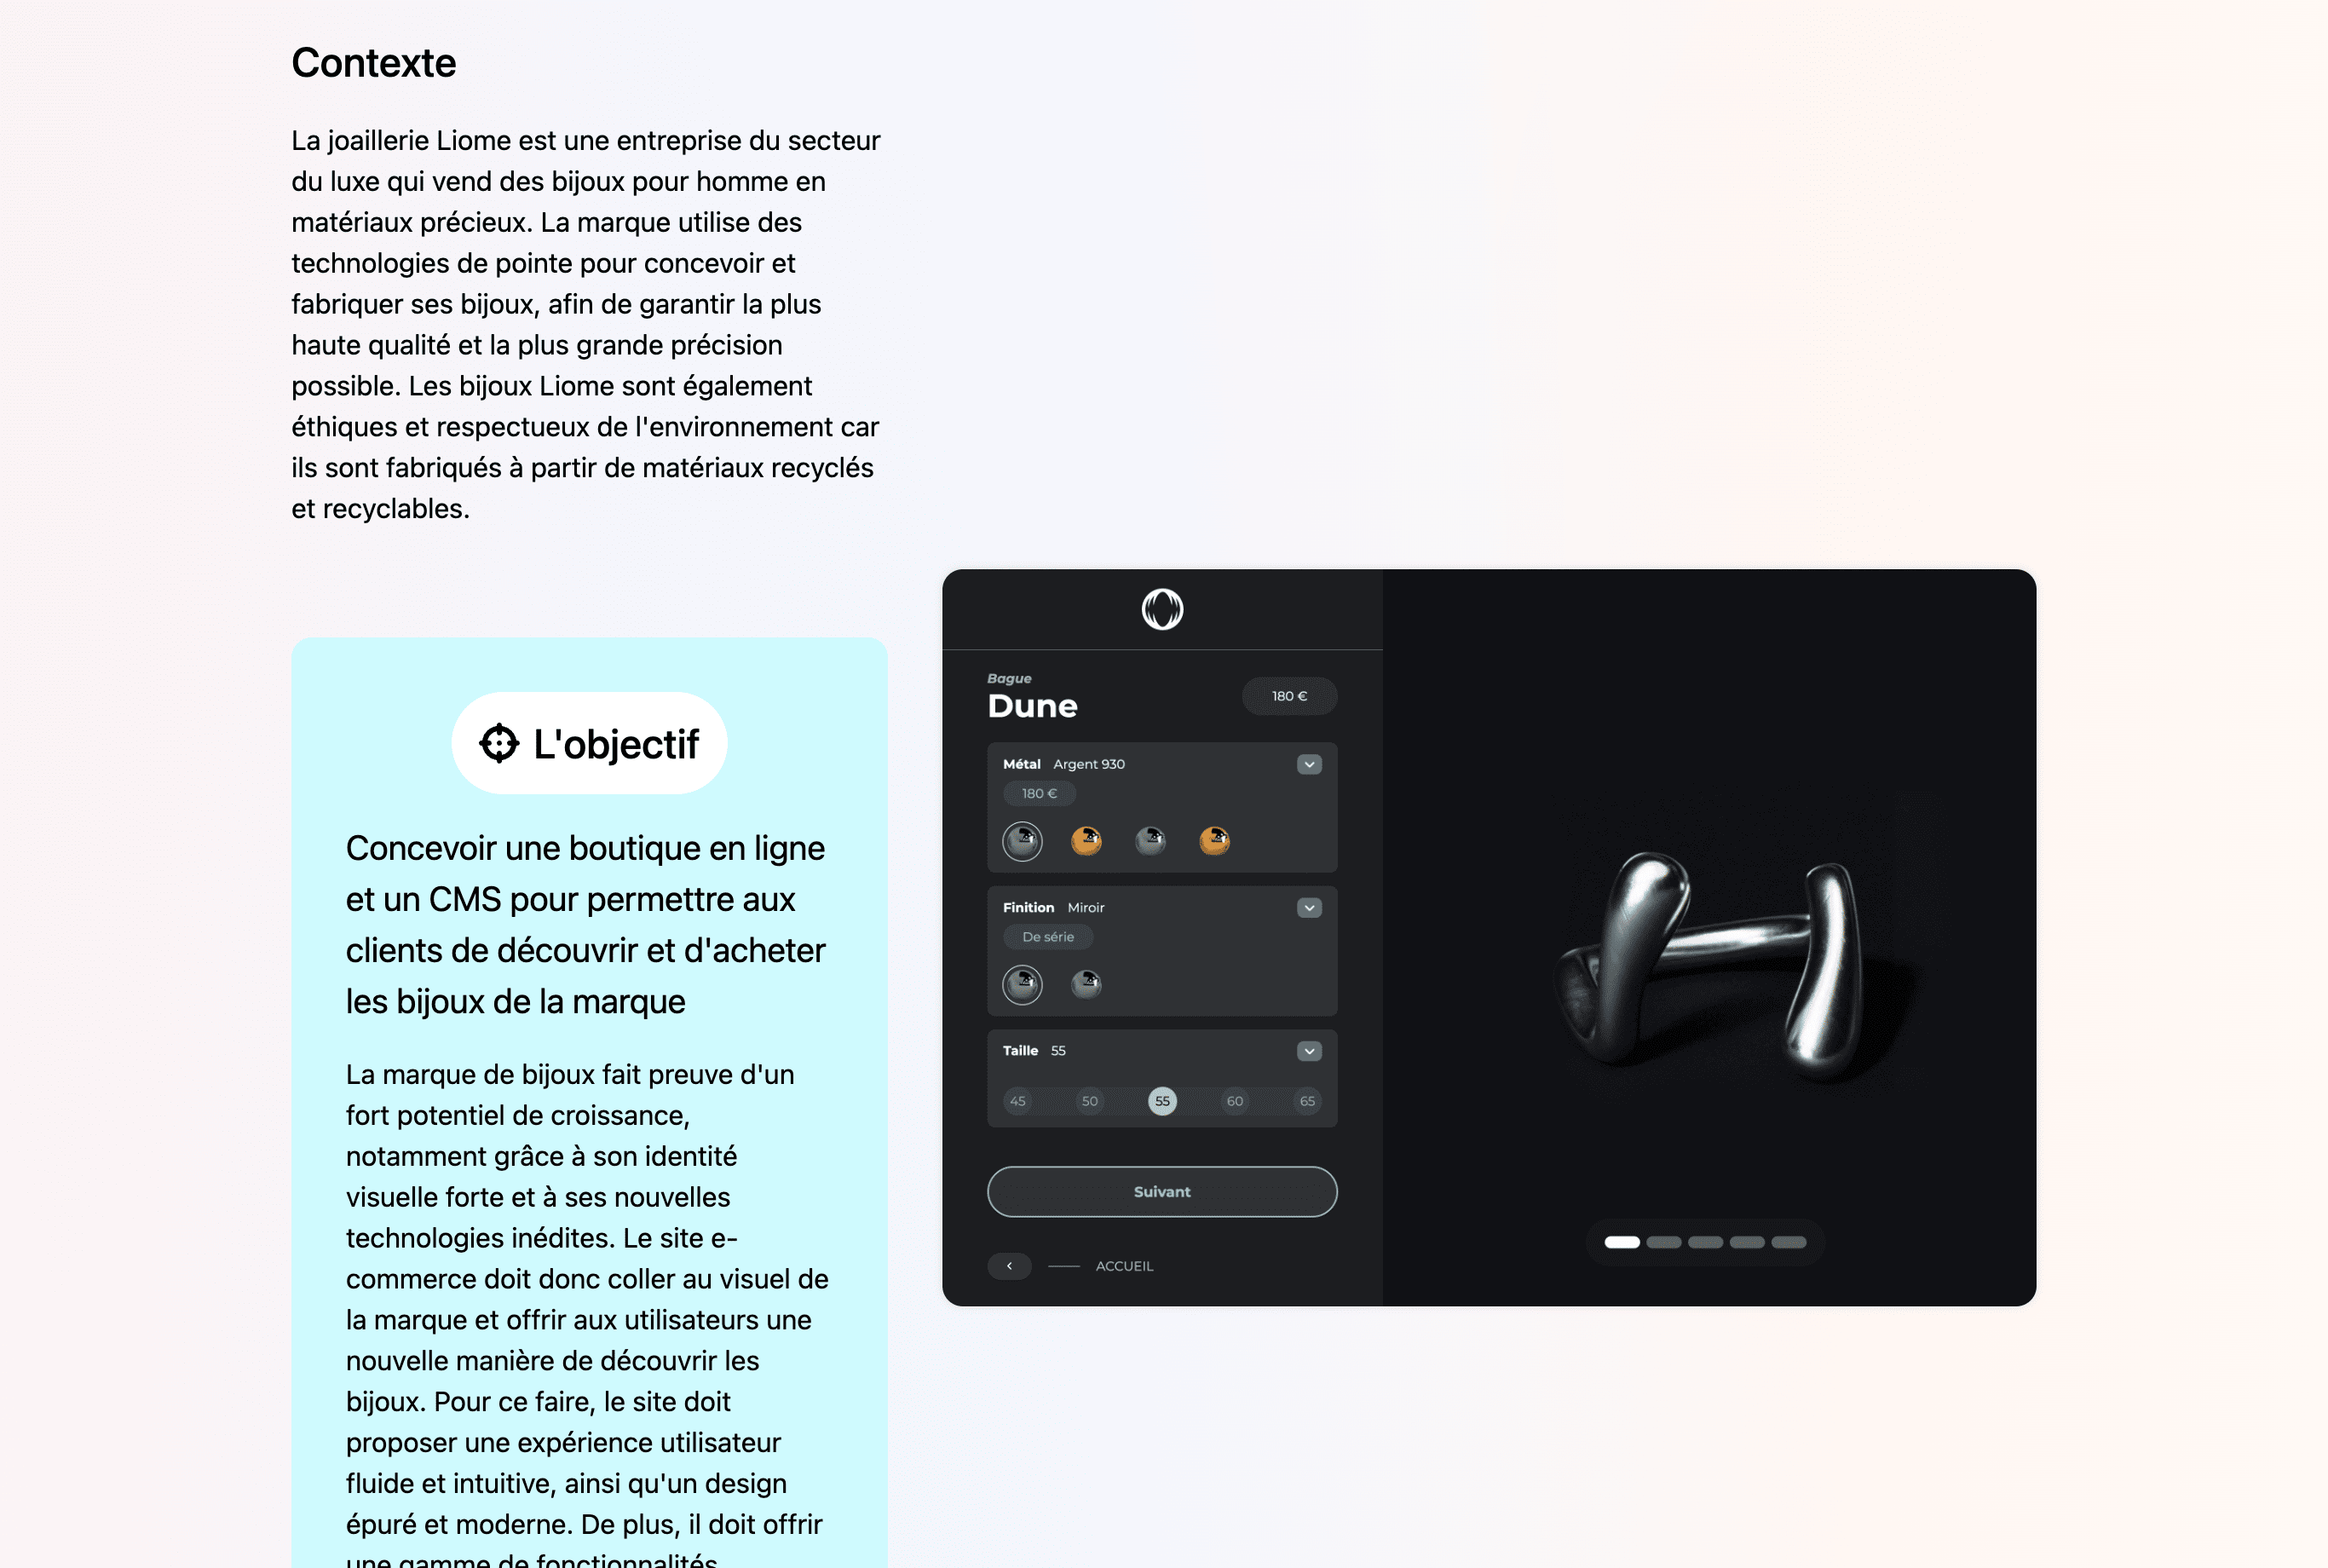 Contexte
La joaillerie Liome est une entreprise du secteur
du luxe qui vend des bijoux pour homme en
matériaux précieux. La marque utilise des
technologies de pointe pour concevoir et
fabriquer ses bijoux, afin de garantir la plus
haute qualité et la plus grande précision
possible. Les bijoux Liome sont également
éthiques et respectueux de l'environnement car
ils sont fabriqués à partir de matériaux recyclés
et recyclables.
L'objectif
Concevoir une boutique en ligne
et un CMS pour permettre aux
clients de découvrir et d'acheter
les bijoux de la marque
La marque de bijoux fait preuve d'un
fort potentiel de croissance,
notamment grâce à son identité
visuelle forte et à ses nouvelles
technologies inédites. Le site e-
commerce doit donc coller au visuel de
la marque et offrir aux utilisateurs une
nouvelle manière de découvrir les
bijoux. Pour ce faire, le site doit
proposer une expérience utilisateur
fluide et intuitive, ainsi qu'un design
épuré et moderne. De plus, il doit offrir
une gamme de fonctionnalités
Bague
Dune
180 €
Métal Argent 930
180 €
Finition Miroir
De série
Taille 55
45 50 55 60 65
Suivant
ACCUEIL